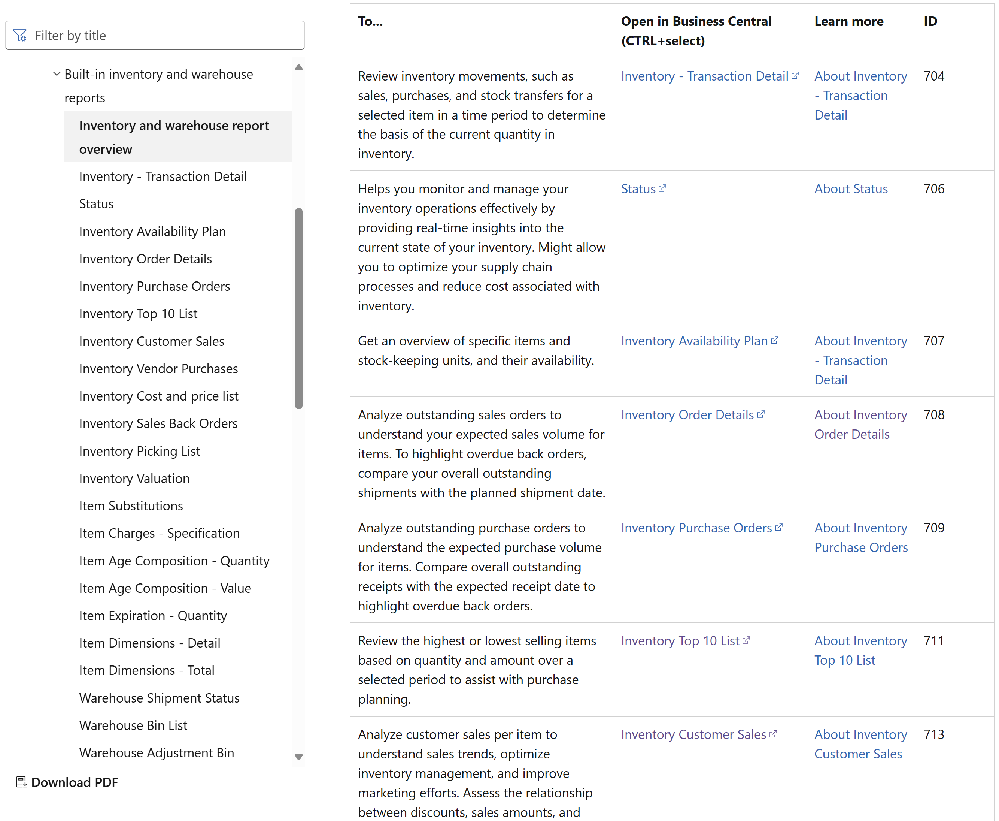 Filter by title
Built-in inventory and warehouse
reports
Inventory and warehouse report
overview
Inventory - Transaction Detail
Status
Inventory Availability Plan
Inventory Order Details
Inventory Purchase Orders
Inventory Top 10 List
Inventory Customer Sales
Inventory Vendor Purchases
Inventory Cost and price list
Inventory Sales Back Orders
Inventory Picking List
Inventory Valuation
Item Substitutions
Item Charges - Specification
Item Age Composition - Quantity
Item Age Composition - Value
Item Expiration - Quantity
Item Dimensions - Detail
Item Dimensions - Total
Warehouse Shipment Status
Warehouse Bin List
Warehouse Adjustment Bin
Download PDF
To...
Open in Business Central
(CTRL+select)
Learn more
ID
Review inventory movements, such as
sales, purchases, and stock transfers for a
selected item in a time period to determine
the basis of the current quantity in
inventory.
Inventory - Transaction Detail
About Inventory
- Transaction
Detail
704
Helps you monitor and manage your
inventory operations effectively by
providing real-time insights into the
current state of your inventory. Might allow
you to optimize your supply chain
processes and reduce cost associated with
inventory.
Status
About Status
706
Get an overview of specific items and
stock-keeping units, and their availability.
Inventory Availability Plan
About Inventory
- Transaction
Detail
707
Analyze outstanding sales orders to
understand your expected sales volume for
items. To highlight overdue back orders,
compare your overall outstanding
shipments with the planned shipment date.
Inventory Order Details
About Inventory
Order Details
708
Analyze outstanding purchase orders to
understand the expected purchase volume
for items. Compare overall outstanding
receipts with the expected receipt date to
highlight overdue back orders.
Inventory Purchase Orders
About Inventory
Purchase Orders
709
Review the highest or lowest selling items
based on quantity and amount over a
selected period to assist with purchase
planning.
Inventory Top 10 List
About Inventory
Top 10 List
711
Analyze customer sales per item to
understand sales trends, optimize
inventory management, and improve
marketing efforts. Assess the relationship
between discounts, sales amounts, and
Inventory Customer Sales
About Inventory
Customer Sales
713